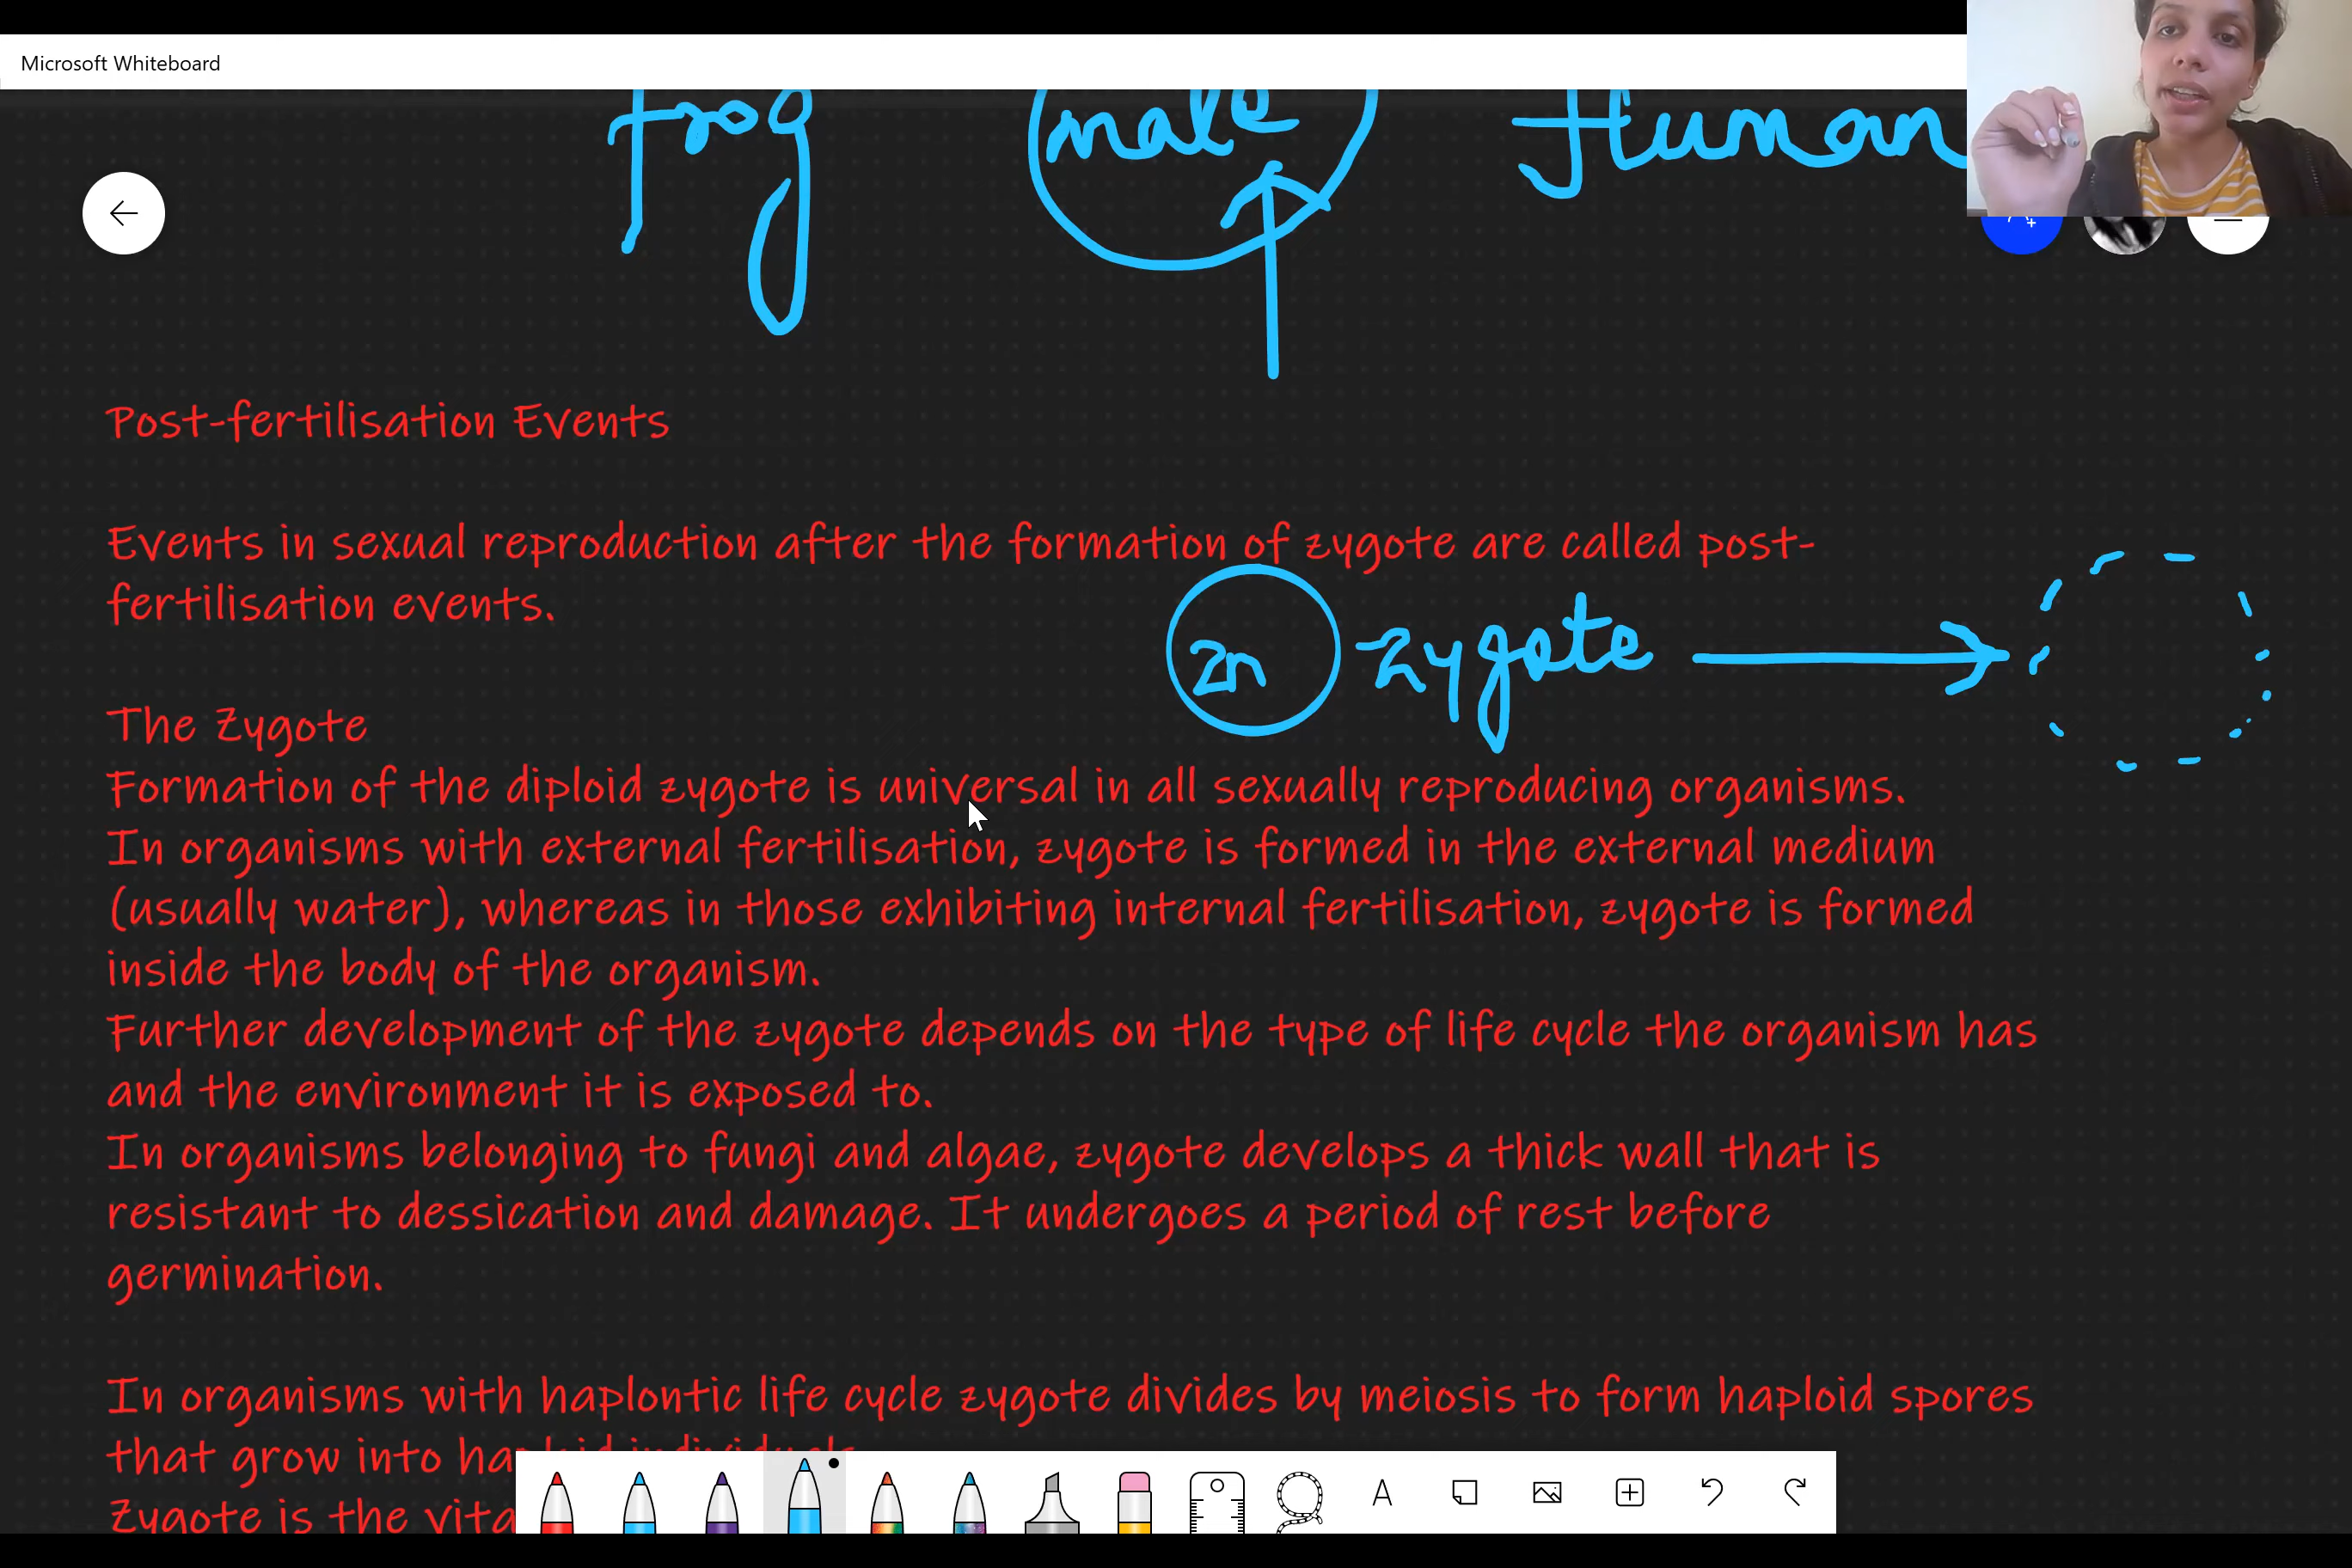 Microsoft Whiteboard
frog male Human
Post-fertilisation Events
Events in sexual reproduction after the formation of zygote are called post-
fertilisation events.
2n zygote
The Zygote
Formation of the diploid zygote is universal in all sexually reproducing organisms.
In organisms with external fertilisation, zygote is formed in the external medium
(usually water), whereas in those exhibiting internal fertilisation, zygote is formed
inside the body of the organism.
Further development of the zygote depends on the type of life cycle the organism has
and the environment it is exposed to.
In organisms belonging to fungi and algae, zygote develops a thick wall that is
resistant to dessication and damage. It undergoes a period of rest before
germination.
In organisms with haplontic life cycle zygote divides by meiosis to form haploid spores
that grow into
Zygote is the